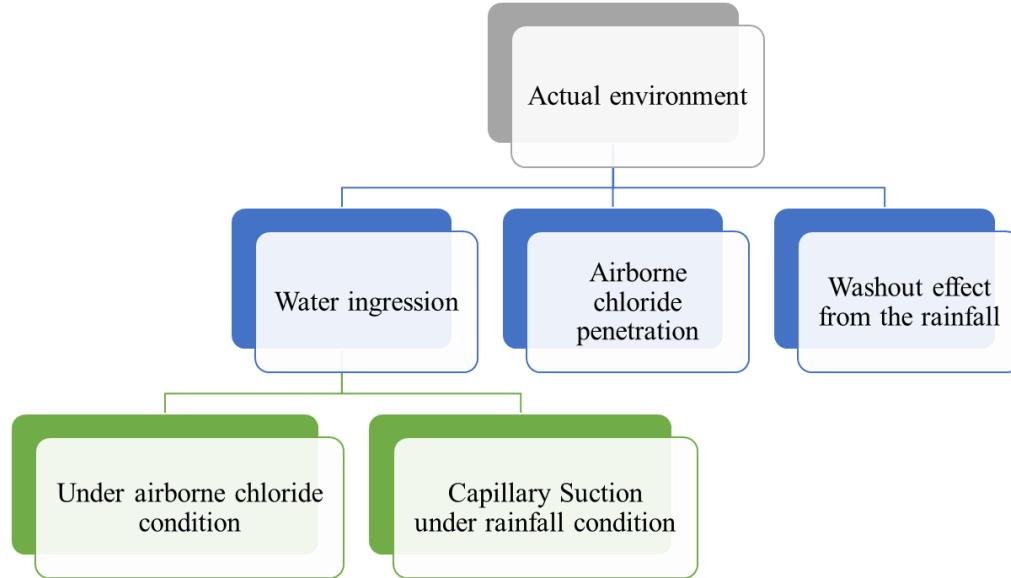 Actual environment
Water ingression
Airborne
chloride
penetration
Washout effect
from the rainfall
Under airborne chloride
condition
Capillary Suction
under rainfall condition